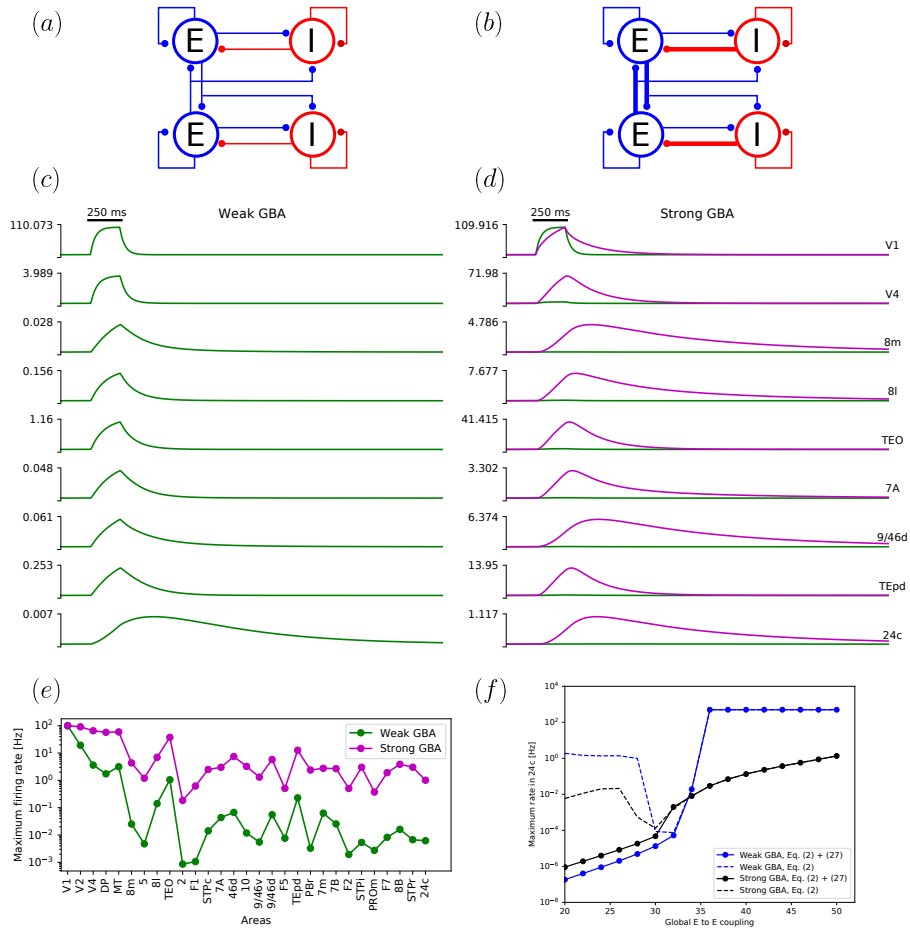 (a)
(b)
E
I
E
I
E
I
E
I
(c)
(d)
250 ms
Weak GBA
250 ms
Strong GBA
110.073
109.916
V1
3.989
71.98
V4
0.028
4.786
8m
0.156
7.677
8l
1.16
41.415
TEO
0.048
3.302
7A
0.061
6.374
9/46d
0.253
13.95
TEpd
0.007
1.117
24c
(e)
Maximum firing rate [Hz]
10²
10¹
10⁰
10⁻¹
10⁻²
10⁻³
Weak GBA
Strong GBA
V1 V2 V4 DP MT 8m 5 8l TEO 2 F1 STPc 7A 46d 10 9/46v 9/46d F5 TEpd PBr 7m 7B F2 STPi PROm F7 8B STPr 24c
Areas
(f)
Maximum rate in 24c [Hz]
10⁴
10²
10⁰
10⁻²
10⁻⁴
10⁻⁶
10⁻⁸
Weak GBA, Eq. (2) + (27)
Weak GBA, Eq. (2)
Strong GBA, Eq. (2) + (27)
Strong GBA, Eq. (2)
20 25 30 35 40 45 50
Global E to E coupling